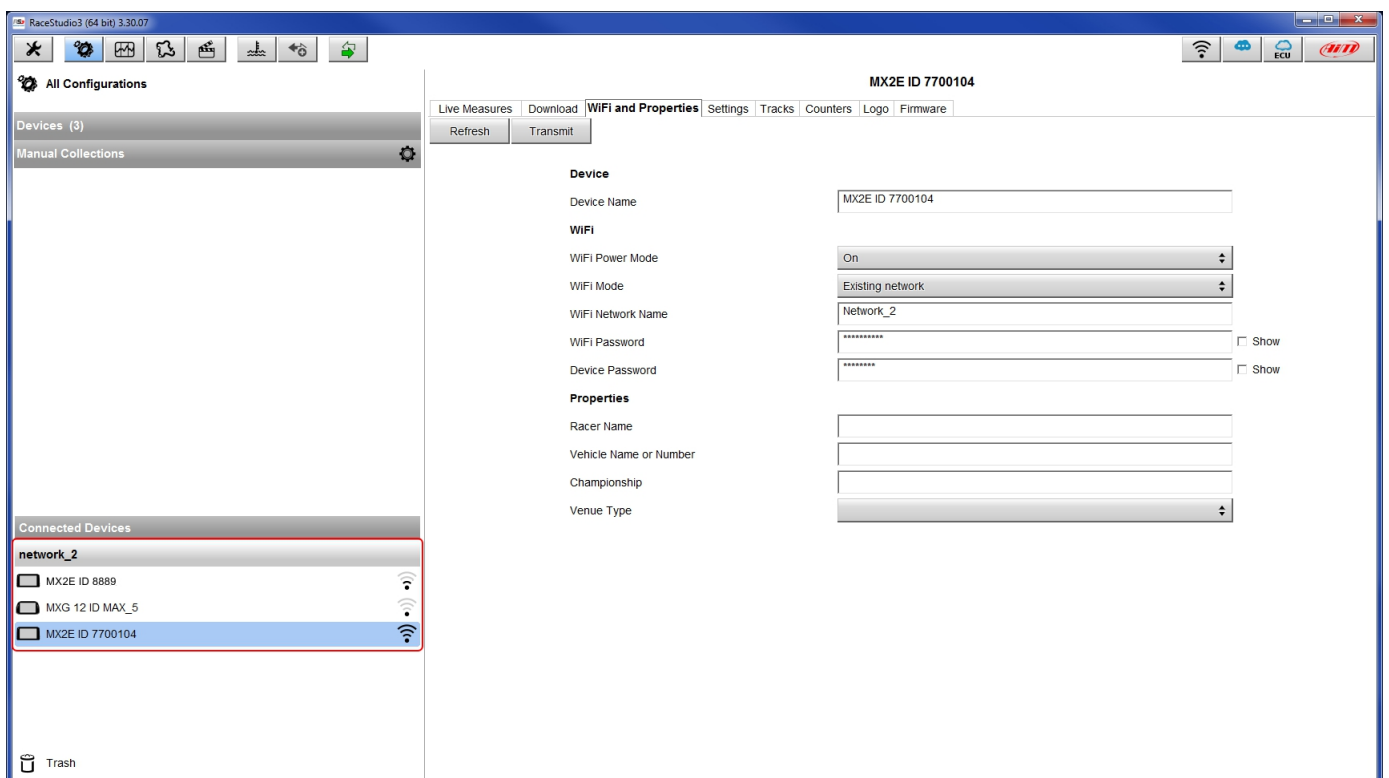 RaceStudio3 (64 bit) 3.30.07
ECU
AiM
All Configurations
MX2E ID 7700104
Live Measures Download WiFi and Properties Settings Tracks Counters Logo Firmware
Devices (3)
Refresh Transmit
Manual Collections
Device
Device Name MX2E ID 7700104
WiFi
WiFi Power Mode On
WiFi Mode Existing network
WiFi Network Name Network_2
WiFi Password ********** Show
Device Password ******** Show
Properties
Racer Name
Vehicle Name or Number
Championship
Venue Type
Connected Devices
network_2
MX2E ID 8889
MXG 12 ID MAX_5
MX2E ID 7700104
Trash